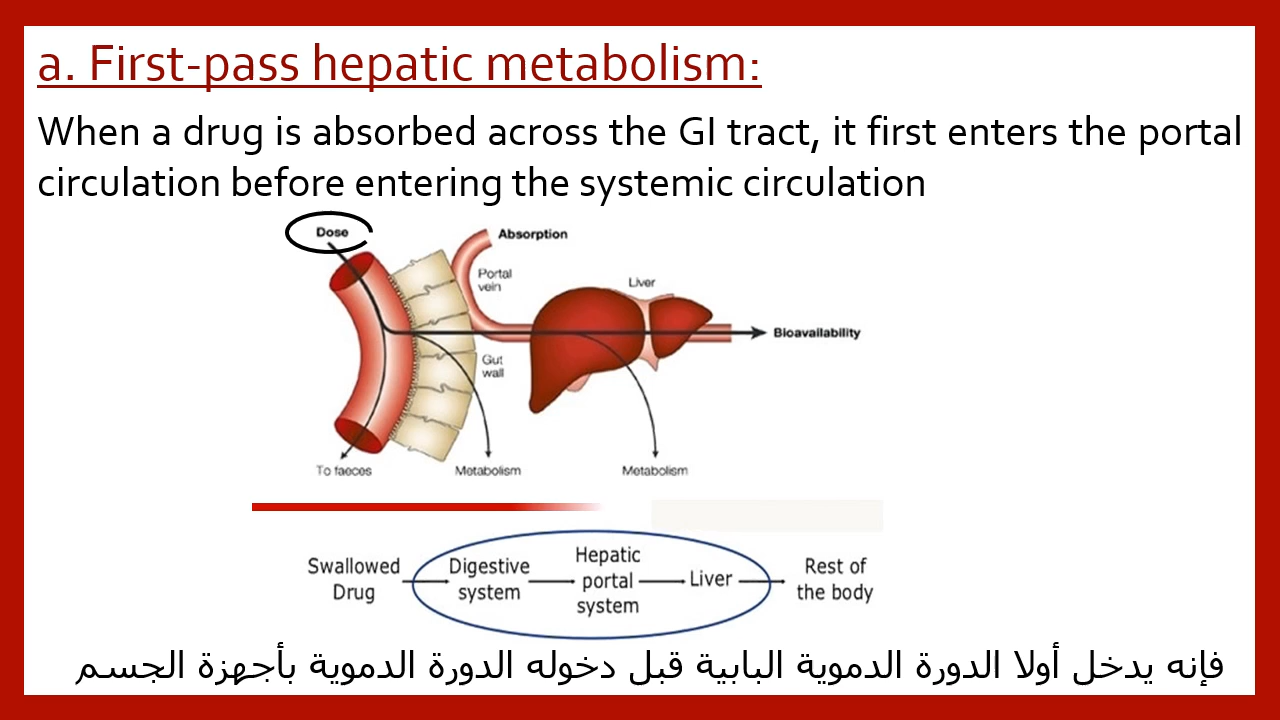 a. First-pass hepatic metabolism:
When a drug is absorbed across the GI tract, it first enters the portal
circulation before entering the systemic circulation
Dose
Absorption
Portal
vein
Liver
Bioavailability
Gut
wall
To faeces
Metabolism
Metabolism
Swallowed
Drug
Digestive
system
Hepatic
portal
system
Liver
Rest of
the body
فإنه يدخل أولا الدورة الدموية البابية قبل دخوله الدورة الدموية بأجهزة الجسم